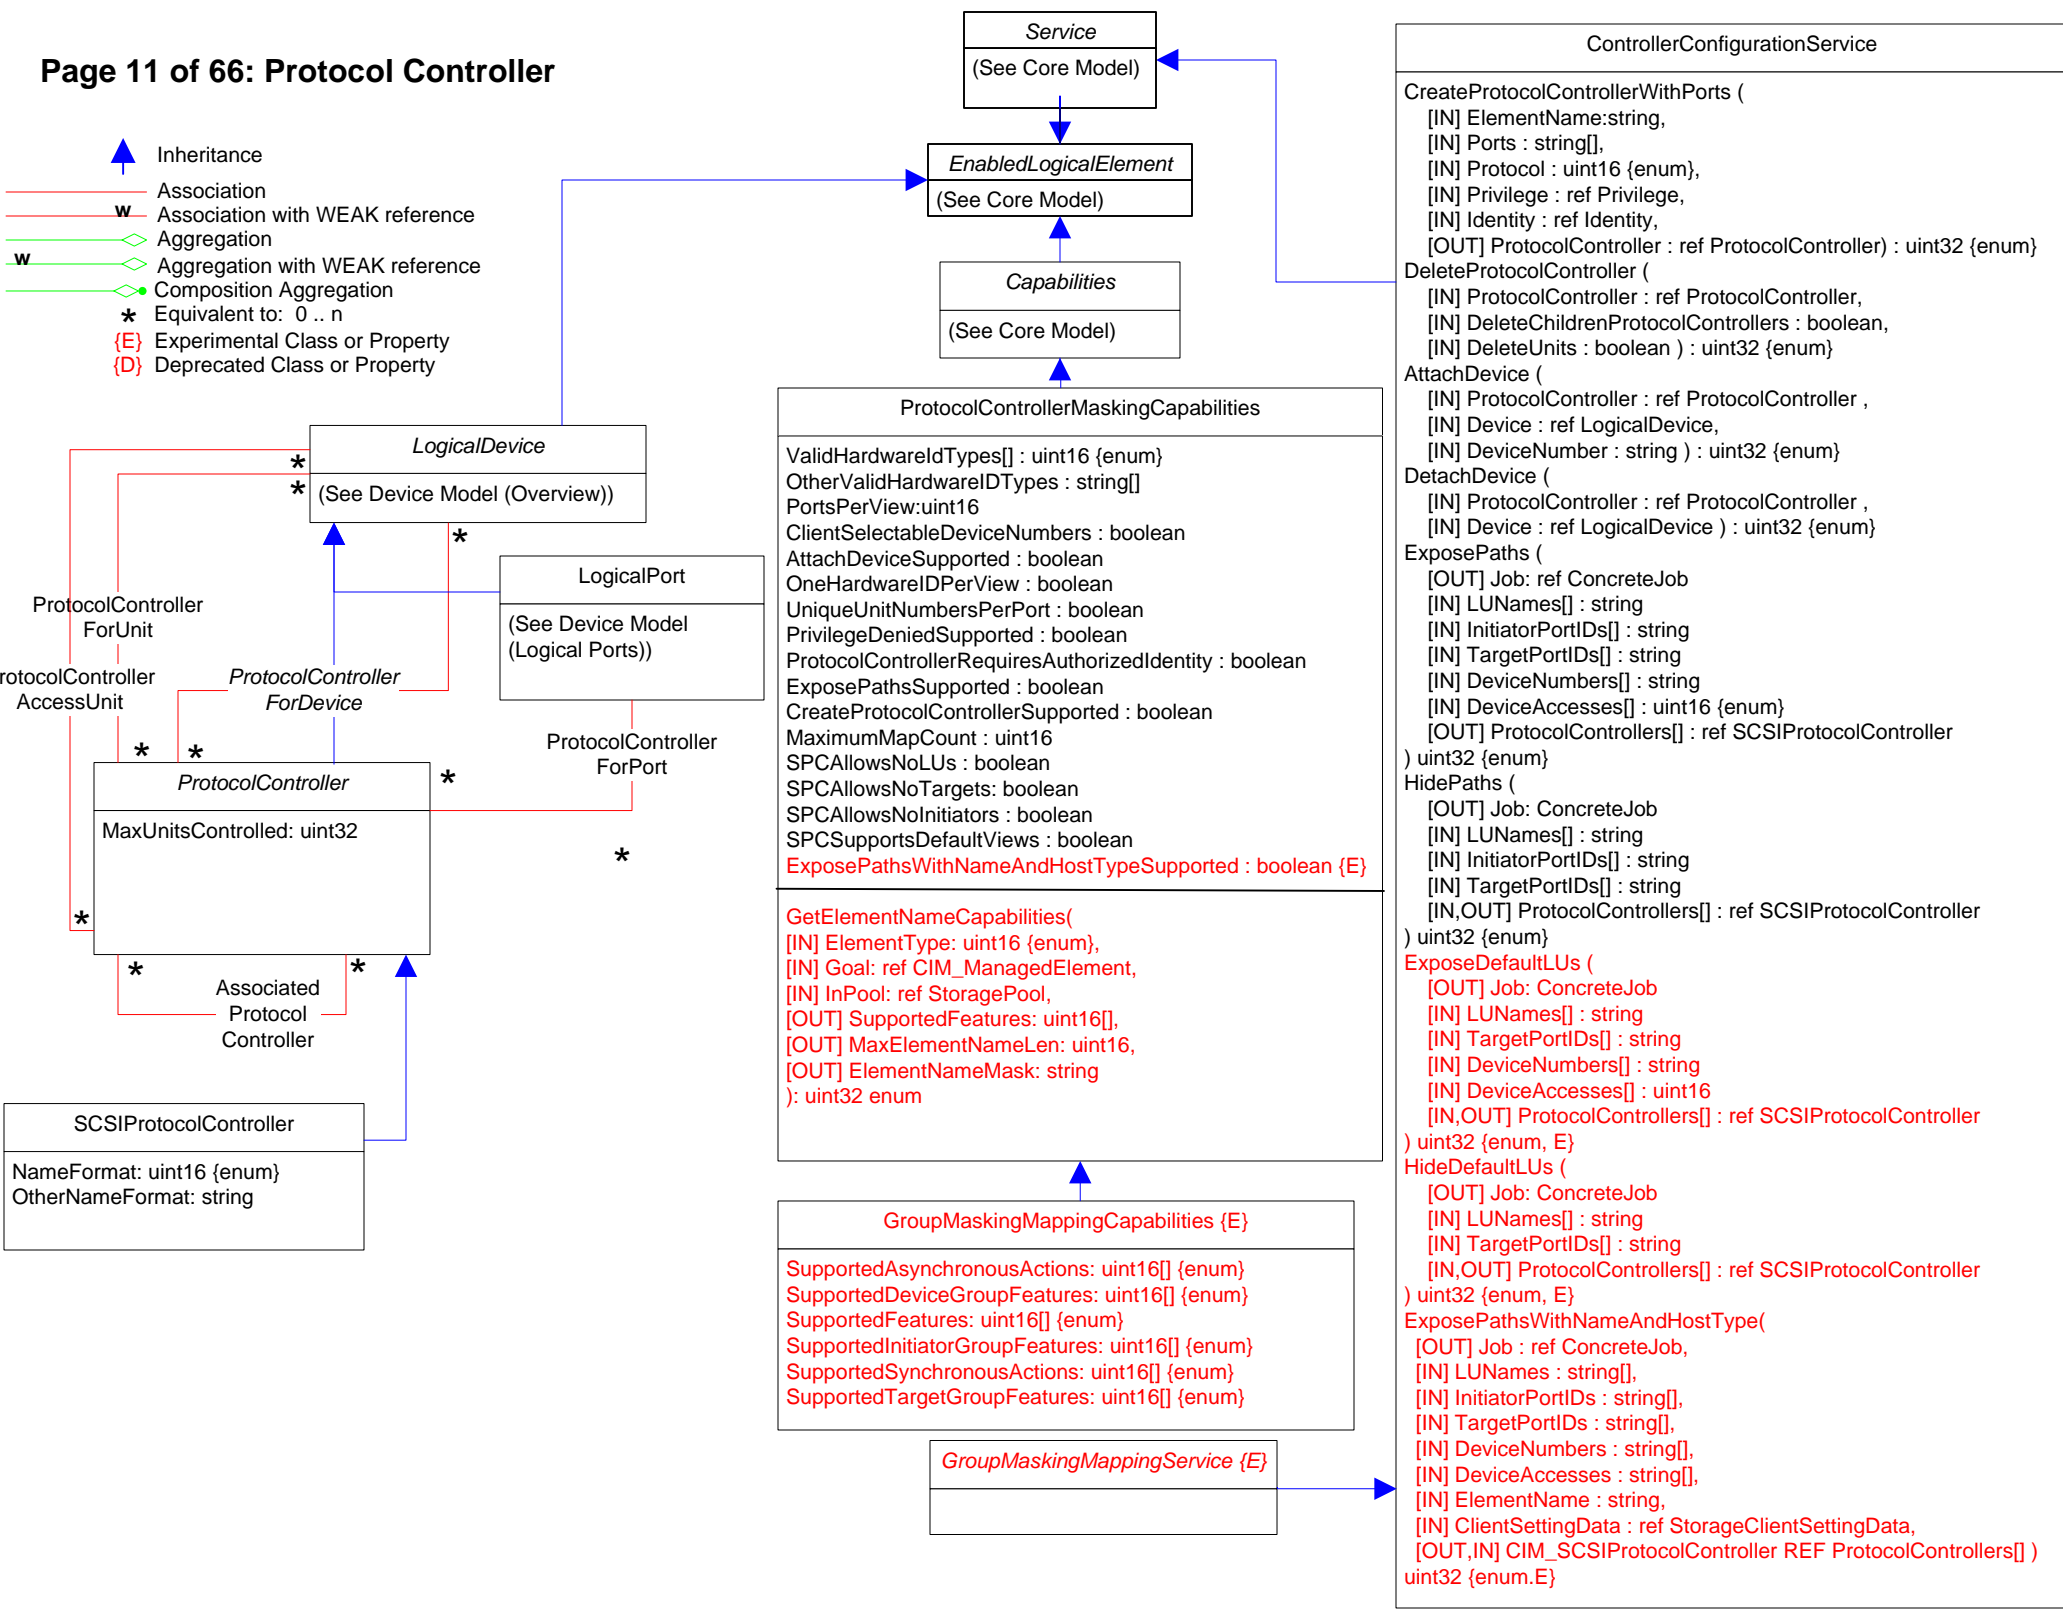 Page 11 of 66: Protocol Controller
Inheritance
Association
w
Association with WEAK reference
Aggregation
w
Aggregation with WEAK reference
Composition Aggregation
* Equivalent to: 0 .. n
{E} Experimental Class or Property
{D} Deprecated Class or Property
Service
(See Core Model)
EnabledLogicalElement
(See Core Model)
Capabilities
(See Core Model)
LogicalDevice
(See Device Model (Overview))
*
*
*
LogicalPort
(See Device Model
(Logical Ports))
ProtocolController
ForUnit
rotocolController
AccessUnit
ProtocolController
ForDevice
ProtocolController
ForPort
*
*
*
*
*
ProtocolController
MaxUnitsControlled: uint32
*
*
Associated
Protocol
Controller
SCSIProtocolController
NameFormat: uint16 {enum}
OtherNameFormat: string
ProtocolControllerMaskingCapabilities
ValidHardwareIdTypes[] : uint16 {enum}
OtherValidHardwareIDTypes : string[]
PortsPerView:uint16
ClientSelectableDeviceNumbers : boolean
AttachDeviceSupported : boolean
OneHardwareIDPerView : boolean
UniqueUnitNumbersPerPort : boolean
PrivilegeDeniedSupported : boolean
ProtocolControllerRequiresAuthorizedIdentity : boolean
ExposePathsSupported : boolean
CreateProtocolControllerSupported : boolean
MaximumMapCount : uint16
SPCAllowsNoLUs : boolean
SPCAllowsNoTargets: boolean
SPCAllowsNoInitiators : boolean
SPCSupportsDefaultViews : boolean
ExposePathsWithNameAndHostTypeSupported : boolean {E}
GetElementNameCapabilities(
[IN] ElementType: uint16 {enum},
[IN] Goal: ref CIM_ManagedElement,
[IN] InPool: ref StoragePool,
[OUT] SupportedFeatures: uint16[],
[OUT] MaxElementNameLen: uint16,
[OUT] ElementNameMask: string
): uint32 enum
GroupMaskingMappingCapabilities {E}
SupportedAsynchronousActions: uint16[] {enum}
SupportedDeviceGroupFeatures: uint16[] {enum}
SupportedFeatures: uint16[] {enum}
SupportedInitiatorGroupFeatures: uint16[] {enum}
SupportedSynchronousActions: uint16[] {enum}
SupportedTargetGroupFeatures: uint16[] {enum}
GroupMaskingMappingService {E}
ControllerConfigurationService
CreateProtocolControllerWithPorts (
[IN] ElementName:string,
[IN] Ports : string[],
[IN] Protocol : uint16 {enum},
[IN] Privilege : ref Privilege,
[IN] Identity : ref Identity,
[OUT] ProtocolController : ref ProtocolController) : uint32 {enum}
DeleteProtocolController (
[IN] ProtocolController : ref ProtocolController,
[IN] DeleteChildrenProtocolControllers : boolean,
[IN] DeleteUnits : boolean ) : uint32 {enum}
AttachDevice (
[IN] ProtocolController : ref ProtocolController ,
[IN] Device : ref LogicalDevice,
[IN] DeviceNumber : string ) : uint32 {enum}
DetachDevice (
[IN] ProtocolController : ref ProtocolController ,
[IN] Device : ref LogicalDevice ) : uint32 {enum}
ExposePaths (
[OUT] Job: ref ConcreteJob
[IN] LUNames[] : string
[IN] InitiatorPortIDs[] : string
[IN] TargetPortIDs[] : string
[IN] DeviceNumbers[] : string
[IN] DeviceAccesses[] : uint16 {enum}
[OUT] ProtocolControllers[] : ref SCSIProtocolController
) uint32 {enum}
HidePaths (
[OUT] Job: ConcreteJob
[IN] LUNames[] : string
[IN] InitiatorPortIDs[] : string
[IN] TargetPortIDs[] : string
[IN,OUT] ProtocolControllers[] : ref SCSIProtocolController
) uint32 {enum}
ExposeDefaultLUs (
[OUT] Job: ConcreteJob
[IN] LUNames[] : string
[IN] TargetPortIDs[] : string
[IN] DeviceNumbers[] : string
[IN] DeviceAccesses[] : uint16
[IN,OUT] ProtocolControllers[] : ref SCSIProtocolController
) uint32 {enum, E}
HideDefaultLUs (
[OUT] Job: ConcreteJob
[IN] LUNames[] : string
[IN] TargetPortIDs[] : string
[IN,OUT] ProtocolControllers[] : ref SCSIProtocolController
) uint32 {enum, E}
ExposePathsWithNameAndHostType(
[OUT] Job : ref ConcreteJob,
[IN] LUNames : string[],
[IN] InitiatorPortIDs : string[],
[IN] TargetPortIDs : string[],
[IN] DeviceNumbers : string[],
[IN] DeviceAccesses : string[],
[IN] ElementName : string,
[IN] ClientSettingData : ref StorageClientSettingData,
[OUT,IN] CIM_SCSIProtocolController REF ProtocolControllers[] )
uint32 {enum.E}